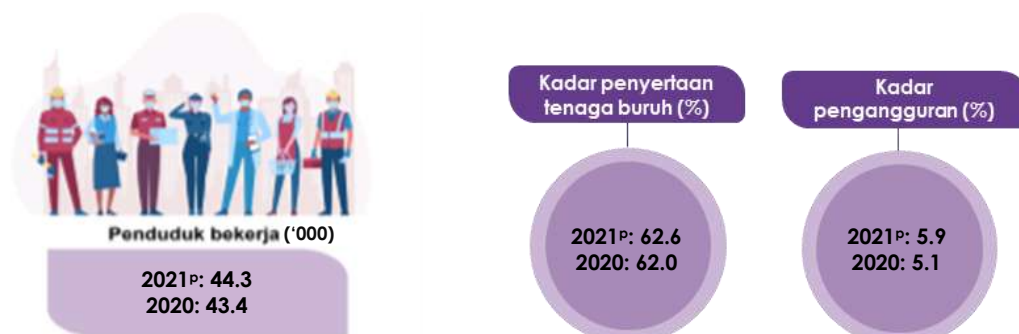 Penduduk bekerja ('000)
2021ᵖ: 44.3
2020: 43.4
Kadar penyertaan
tenaga buruh (%)
2021ᵖ: 62.6
2020: 62.0
Kadar
pengangguran (%)
2021ᵖ: 5.9
2020: 5.1